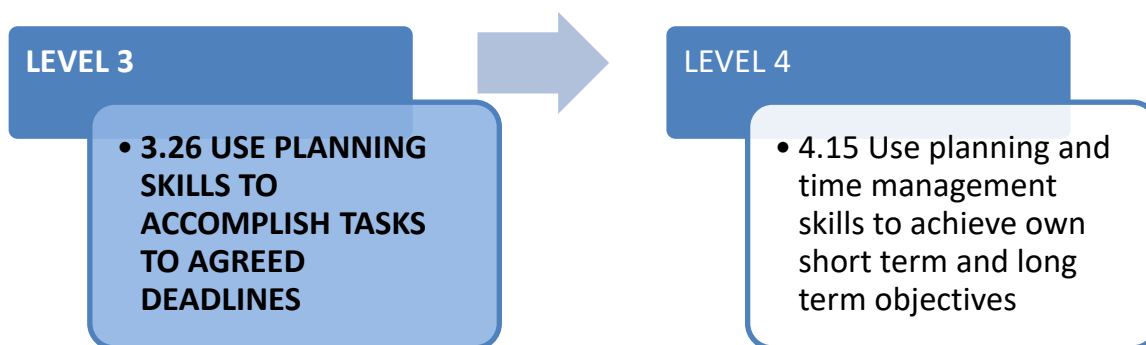 LEVEL 3
• 3.26 USE PLANNING
SKILLS TO
ACCOMPLISH TASKS
TO AGREED
DEADLINES
LEVEL 4
• 4.15 Use planning and
time management
skills to achieve own
short term and long
term objectives